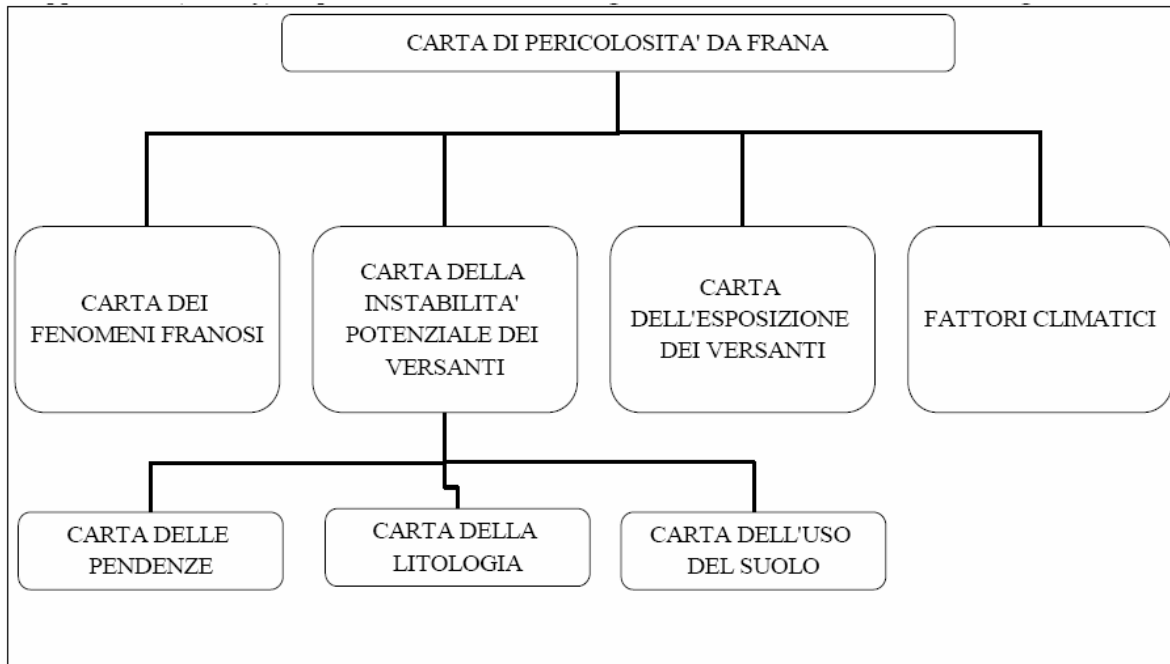 CARTA DI PERICOLOSITA' DA FRANA
CARTA DEI
FENOMENI FRANOSI
CARTA DELLA
INSTABILITA'
POTENZIALE DEI
VERSANTI
CARTA
DELL'ESPOSIZIONE
DEI VERSANTI
FATTORI CLIMATICI
CARTA DELLE
PENDENZE
CARTA DELLA
LITOLOGIA
CARTA DELL'USO
DEL SUOLO